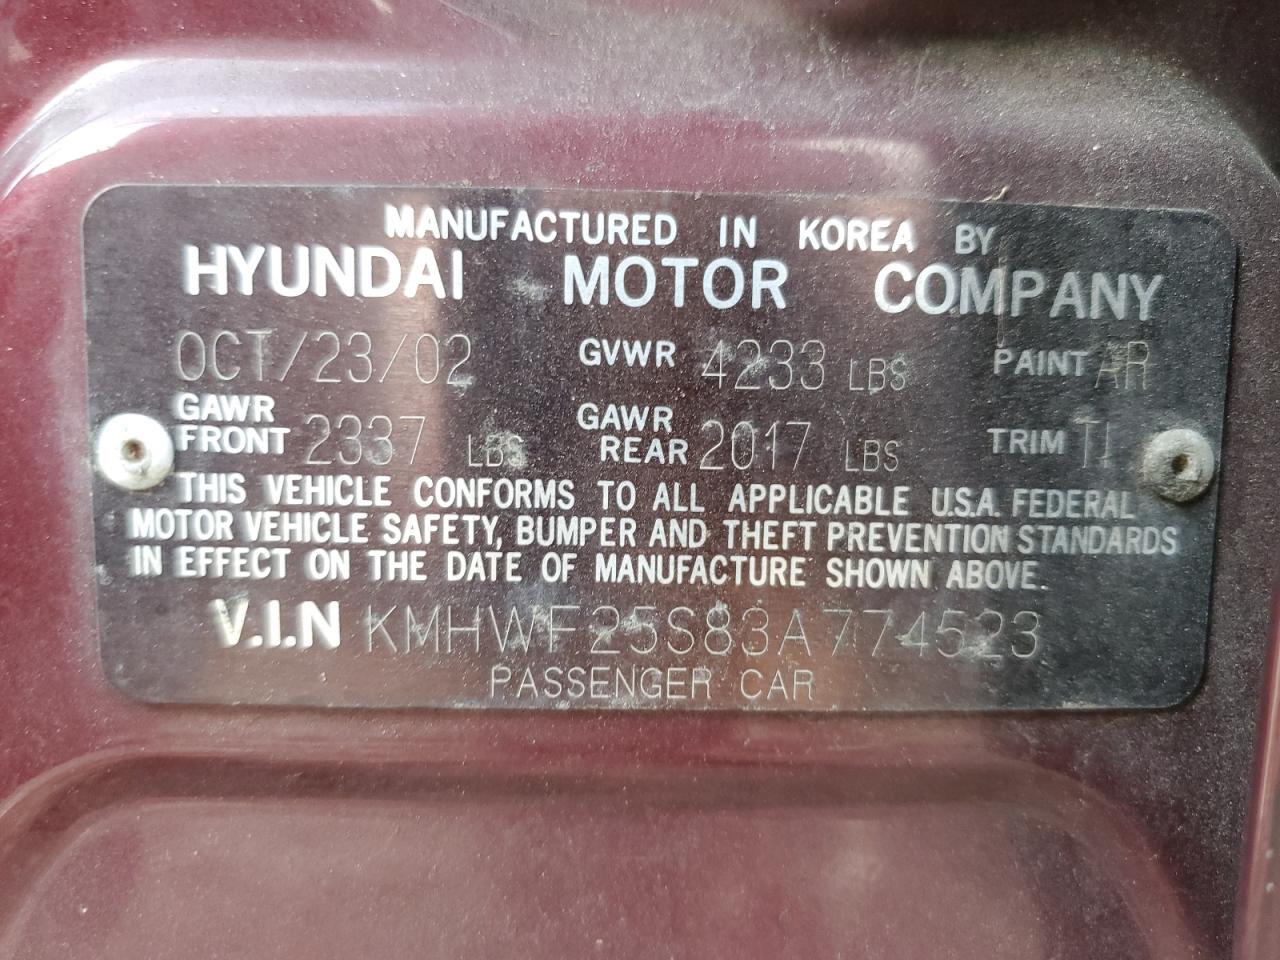 MANUFACTURED IN KOREA BY
HYUNDAI MOTOR COMPANY
OCT/23/02 GVWR 4233 LBS PAINT AR
GAWR FRONT 2337 LBS GAWR REAR 2017 LBS TRIM TI
THIS VEHICLE CONFORMS TO ALL APPLICABLE U.S.A. FEDERAL
MOTOR VEHICLE SAFETY, BUMPER AND THEFT PREVENTION STANDARDS
IN EFFECT ON THE DATE OF MANUFACTURE SHOWN ABOVE.
V.I.N KMHWF25S83A774523
PASSENGER CAR